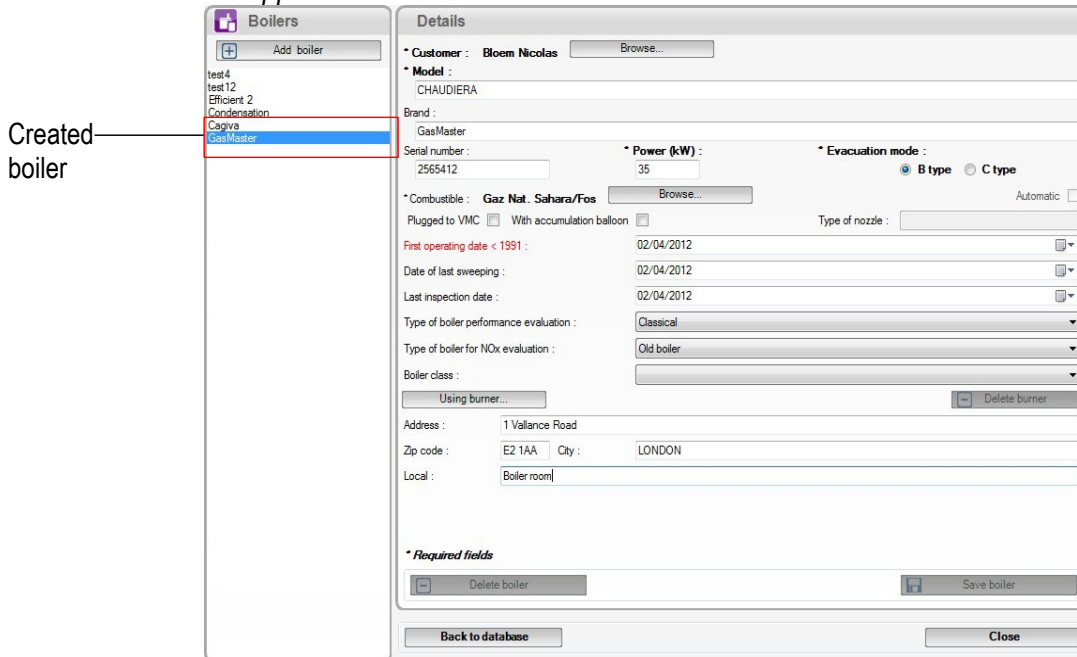 Boilers
Add boiler
test4
test12
Efficient 2
Condensation
Cagiva
GasMaster
Created
boiler
Details
* Customer : Bloem Nicolas Browse...
* Model :
CHAUDIERA
Brand :
GasMaster
Serial number : * Power (kW) : * Evacuation mode :
2565412 35 B type C type
* Combustible : Gaz Nat. Sahara/Fos Browse... Automatic
Plugged to VMC With accumulation balloon Type of nozzle :
First operating date < 1991 : 02/04/2012
Date of last sweeping : 02/04/2012
Last inspection date : 02/04/2012
Type of boiler performance evaluation : Classical
Type of boiler for NOx evaluation : Old boiler
Boiler class :
Using burner... Delete burner
Address : 1 Vallance Road
Zip code : E2 1AA City : LONDON
Local : Boiler room
* Required fields
Delete boiler Save boiler
Back to database Close